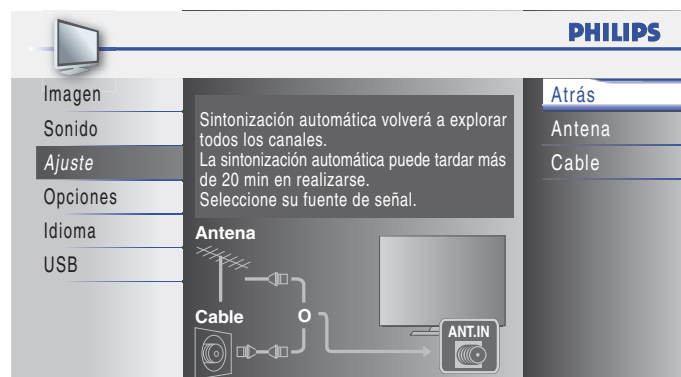 PHILIPS
Imagen
Sonido
Ajuste
Opciones
Idioma
USB
Sintonización automática volverá a explorar
todos los canales.
La sintonización automática puede tardar más
de 20 min en realizarse.
Seleccione su fuente de señal.
Antena
Cable
O
ANT.IN
Atrás
Antena
Cable